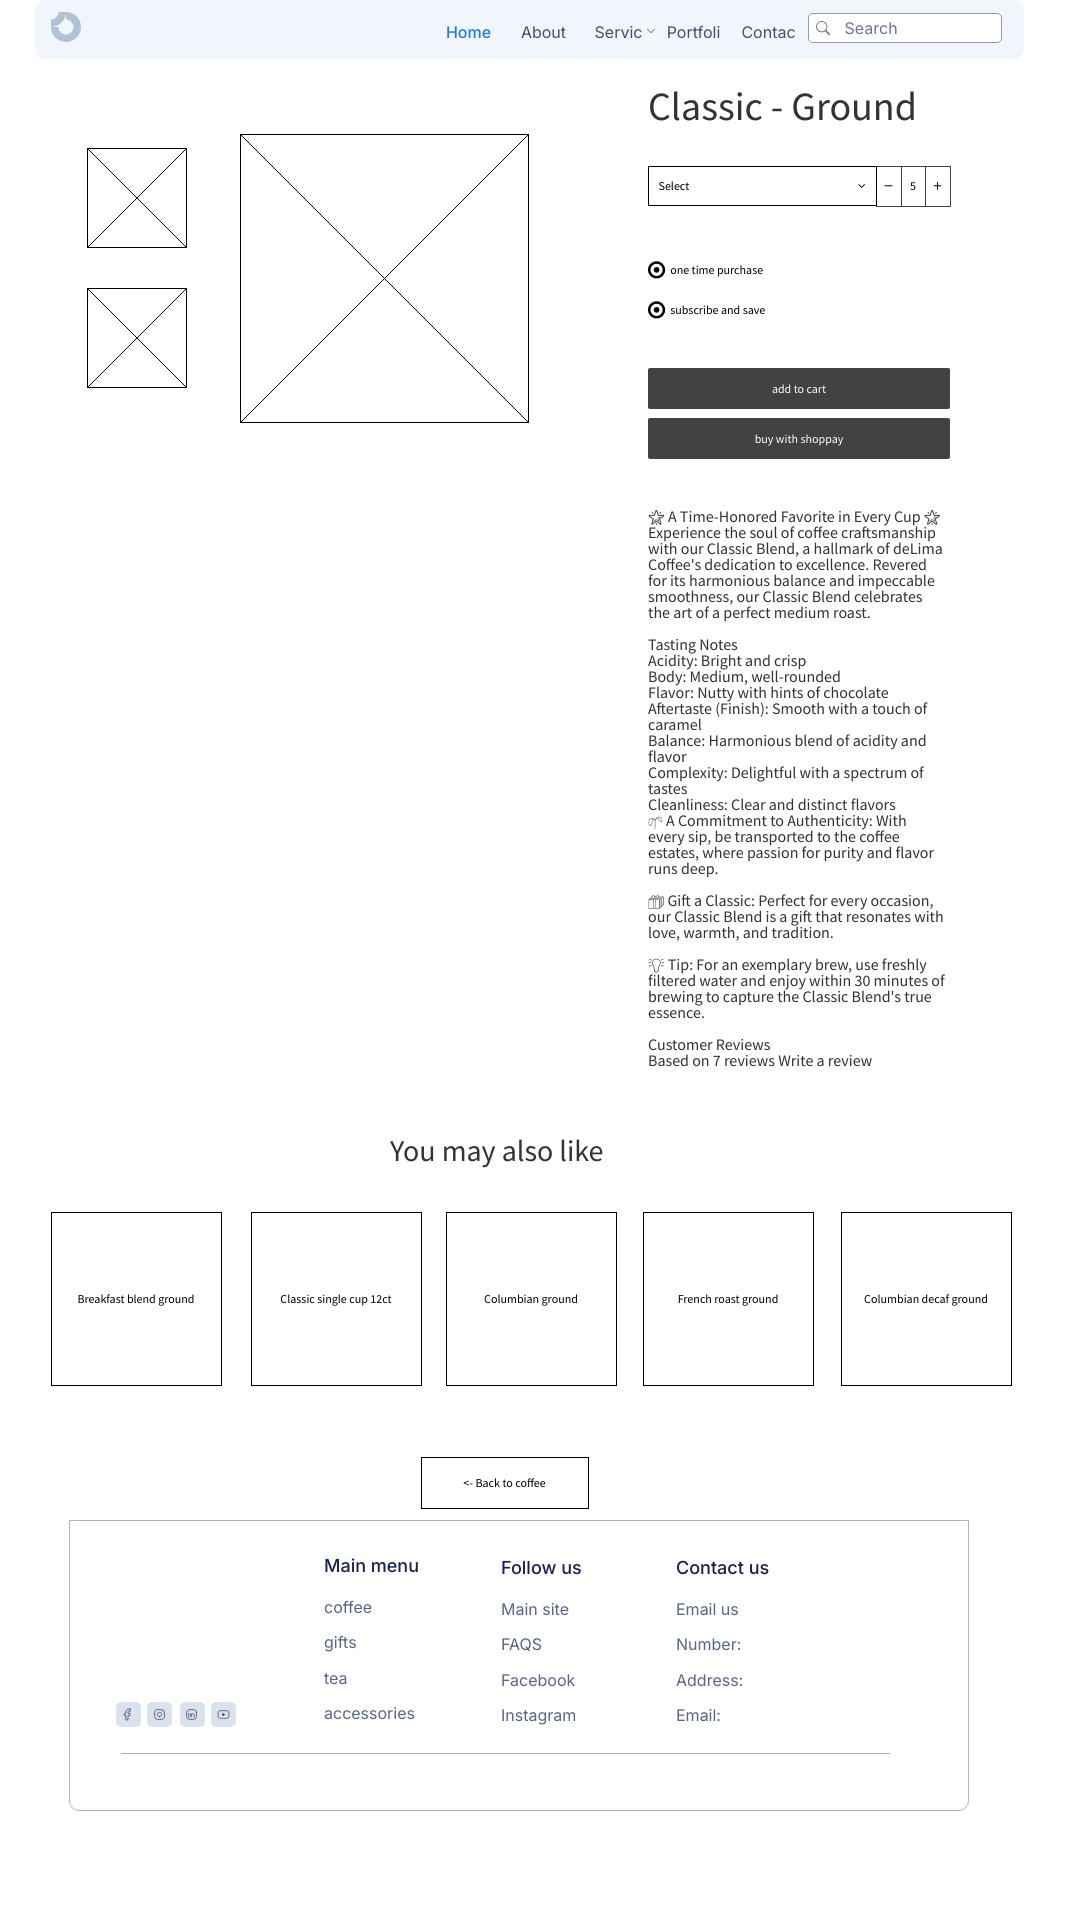 Home About Servic Portfoli Contac Search
Classic - Ground
Select − 5 +
one time purchase
subscribe and save
add to cart
buy with shoppay
🌟 A Time-Honored Favorite in Every Cup 🌟
Experience the soul of coffee craftsmanship
with our Classic Blend, a hallmark of deLima
Coffee's dedication to excellence. Revered
for its harmonious balance and impeccable
smoothness, our Classic Blend celebrates
the art of a perfect medium roast.
Tasting Notes
Acidity: Bright and crisp
Body: Medium, well-rounded
Flavor: Nutty with hints of chocolate
Aftertaste (Finish): Smooth with a touch of
caramel
Balance: Harmonious blend of acidity and
flavor
Complexity: Delightful with a spectrum of
tastes
Cleanliness: Clear and distinct flavors
🌱 A Commitment to Authenticity: With
every sip, be transported to the coffee
estates, where passion for purity and flavor
runs deep.
🎁 Gift a Classic: Perfect for every occasion,
our Classic Blend is a gift that resonates with
love, warmth, and tradition.
💡 Tip: For an exemplary brew, use freshly
filtered water and enjoy within 30 minutes of
brewing to capture the Classic Blend's true
essence.
Customer Reviews
Based on 7 reviews Write a review
You may also like
Breakfast blend ground
Classic single cup 12ct
Columbian ground
French roast ground
Columbian decaf ground
<- Back to coffee
Main menu
coffee
gifts
tea
accessories
Follow us
Main site
FAQS
Facebook
Instagram
Contact us
Email us
Number:
Address:
Email: